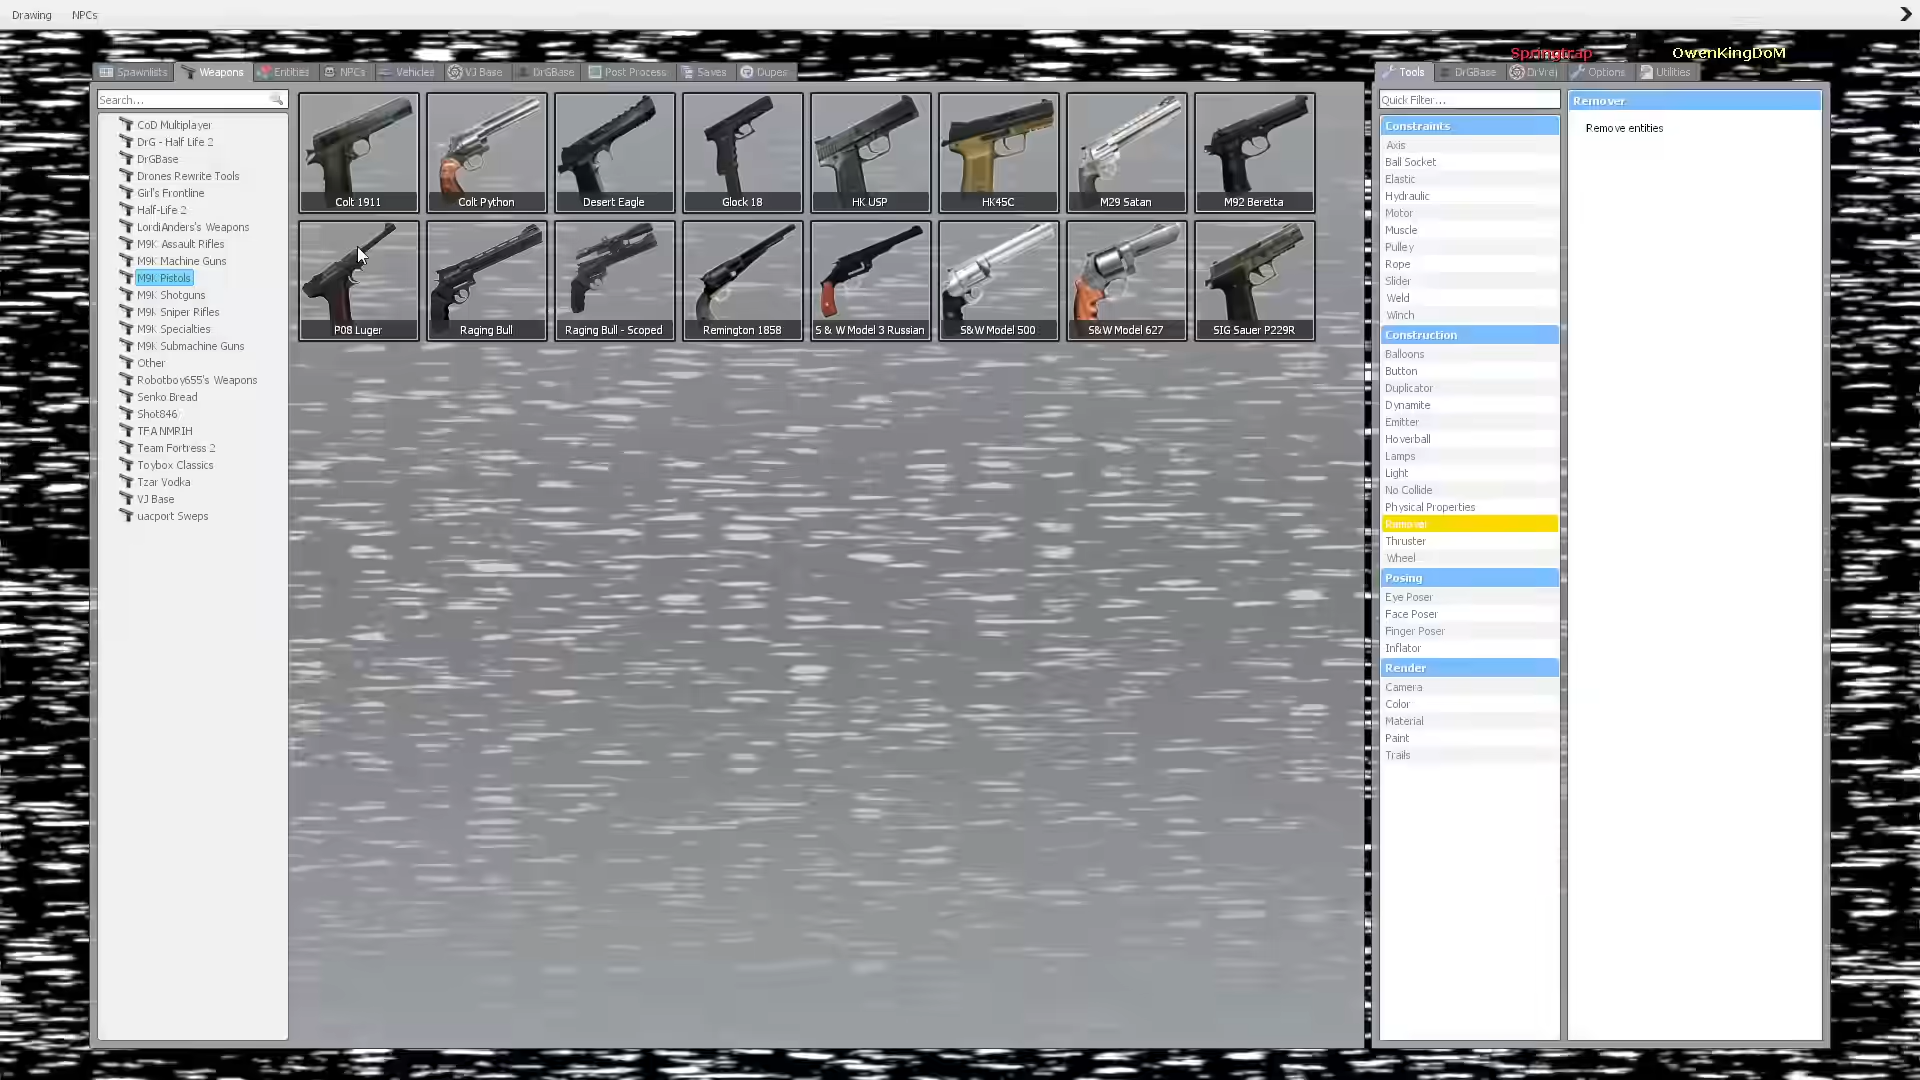 Drawing NPCs
Springtrap OwenKingDoM
Spawnlists Weapons Entities NPCs Vehicles VJ Base DrGBase Post Process Saves Dupes
Tools DrGBase DrVrej Options Utilities
Search...
CoD Multiplayer
DrG - Half Life 2
DrGBase
Drones Rewrite Tools
Girl's Frontline
Half-Life 2
LordiAnders's Weapons
M9K Assault Rifles
M9K Machine Guns
M9K Pistols
M9K Shotguns
M9K Sniper Rifles
M9K Specialties
M9K Submachine Guns
Other
Robotboy655's Weapons
Senko Bread
Shot846
TFA NMRIH
Team Fortress 2
Toybox Classics
Tzar Vodka
VJ Base
uacport Sweps
Colt 1911 Colt Python Desert Eagle Glock 18 HK USP HK45C M29 Satan M92 Beretta
P08 Luger Raging Bull Raging Bull - Scoped Remington 1858 S & W Model 3 Russian S&W Model 500 S&W Model 627 SIG Sauer P229R
Quick Filter...
Constraints
Axis
Ball Socket
Elastic
Hydraulic
Motor
Muscle
Pulley
Rope
Slider
Weld
Winch
Construction
Balloons
Button
Duplicator
Dynamite
Emitter
Hoverball
Lamps
Light
No Collide
Physical Properties
Remover
Thruster
Wheel
Posing
Eye Poser
Face Poser
Finger Poser
Inflator
Render
Camera
Color
Material
Paint
Trails
Remover
Remove entities